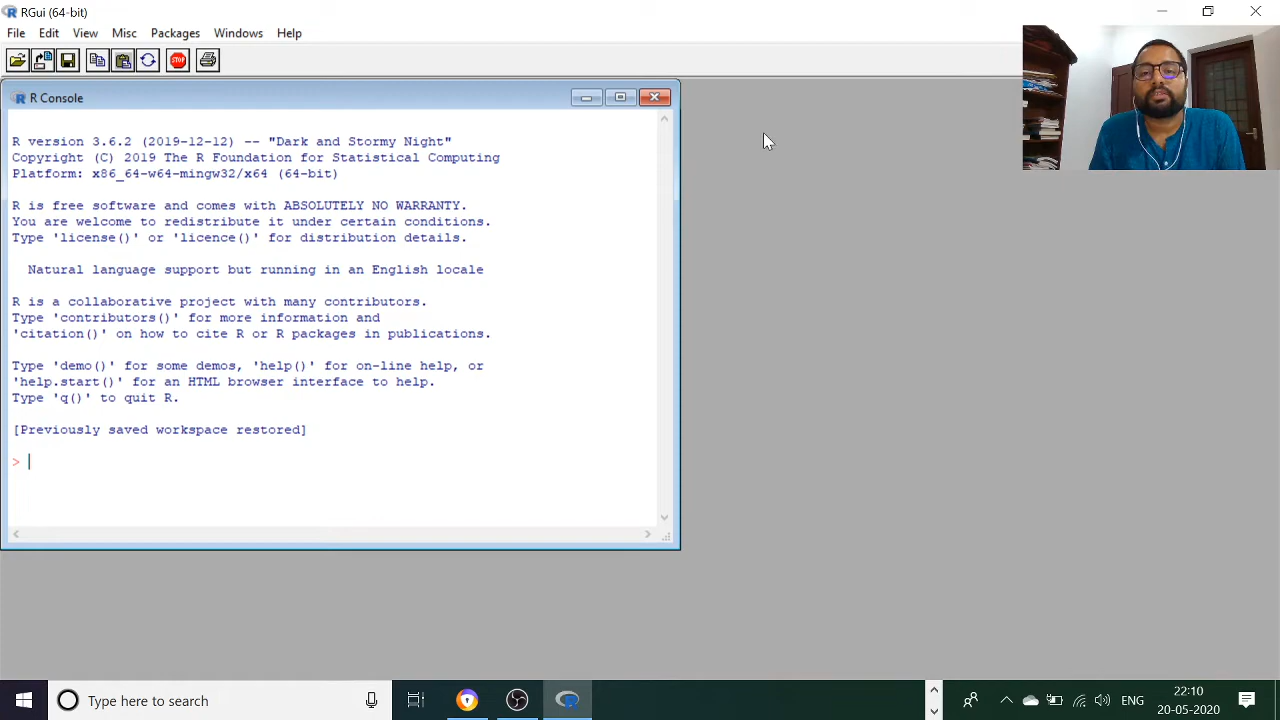 RGui (64-bit)
File Edit View Misc Packages Windows Help
STOP
R Console
R version 3.6.2 (2019-12-12) -- "Dark and Stormy Night"
Copyright (C) 2019 The R Foundation for Statistical Computing
Platform: x86_64-w64-mingw32/x64 (64-bit)
R is free software and comes with ABSOLUTELY NO WARRANTY.
You are welcome to redistribute it under certain conditions.
Type 'license()' or 'licence()' for distribution details.
Natural language support but running in an English locale
R is a collaborative project with many contributors.
Type 'contributors()' for more information and
'citation()' on how to cite R or R packages in publications.
Type 'demo()' for some demos, 'help()' for on-line help, or
'help.start()' for an HTML browser interface to help.
Type 'q()' to quit R.
[Previously saved workspace restored]
>
Type here to search
ENG
22:10
20-05-2020